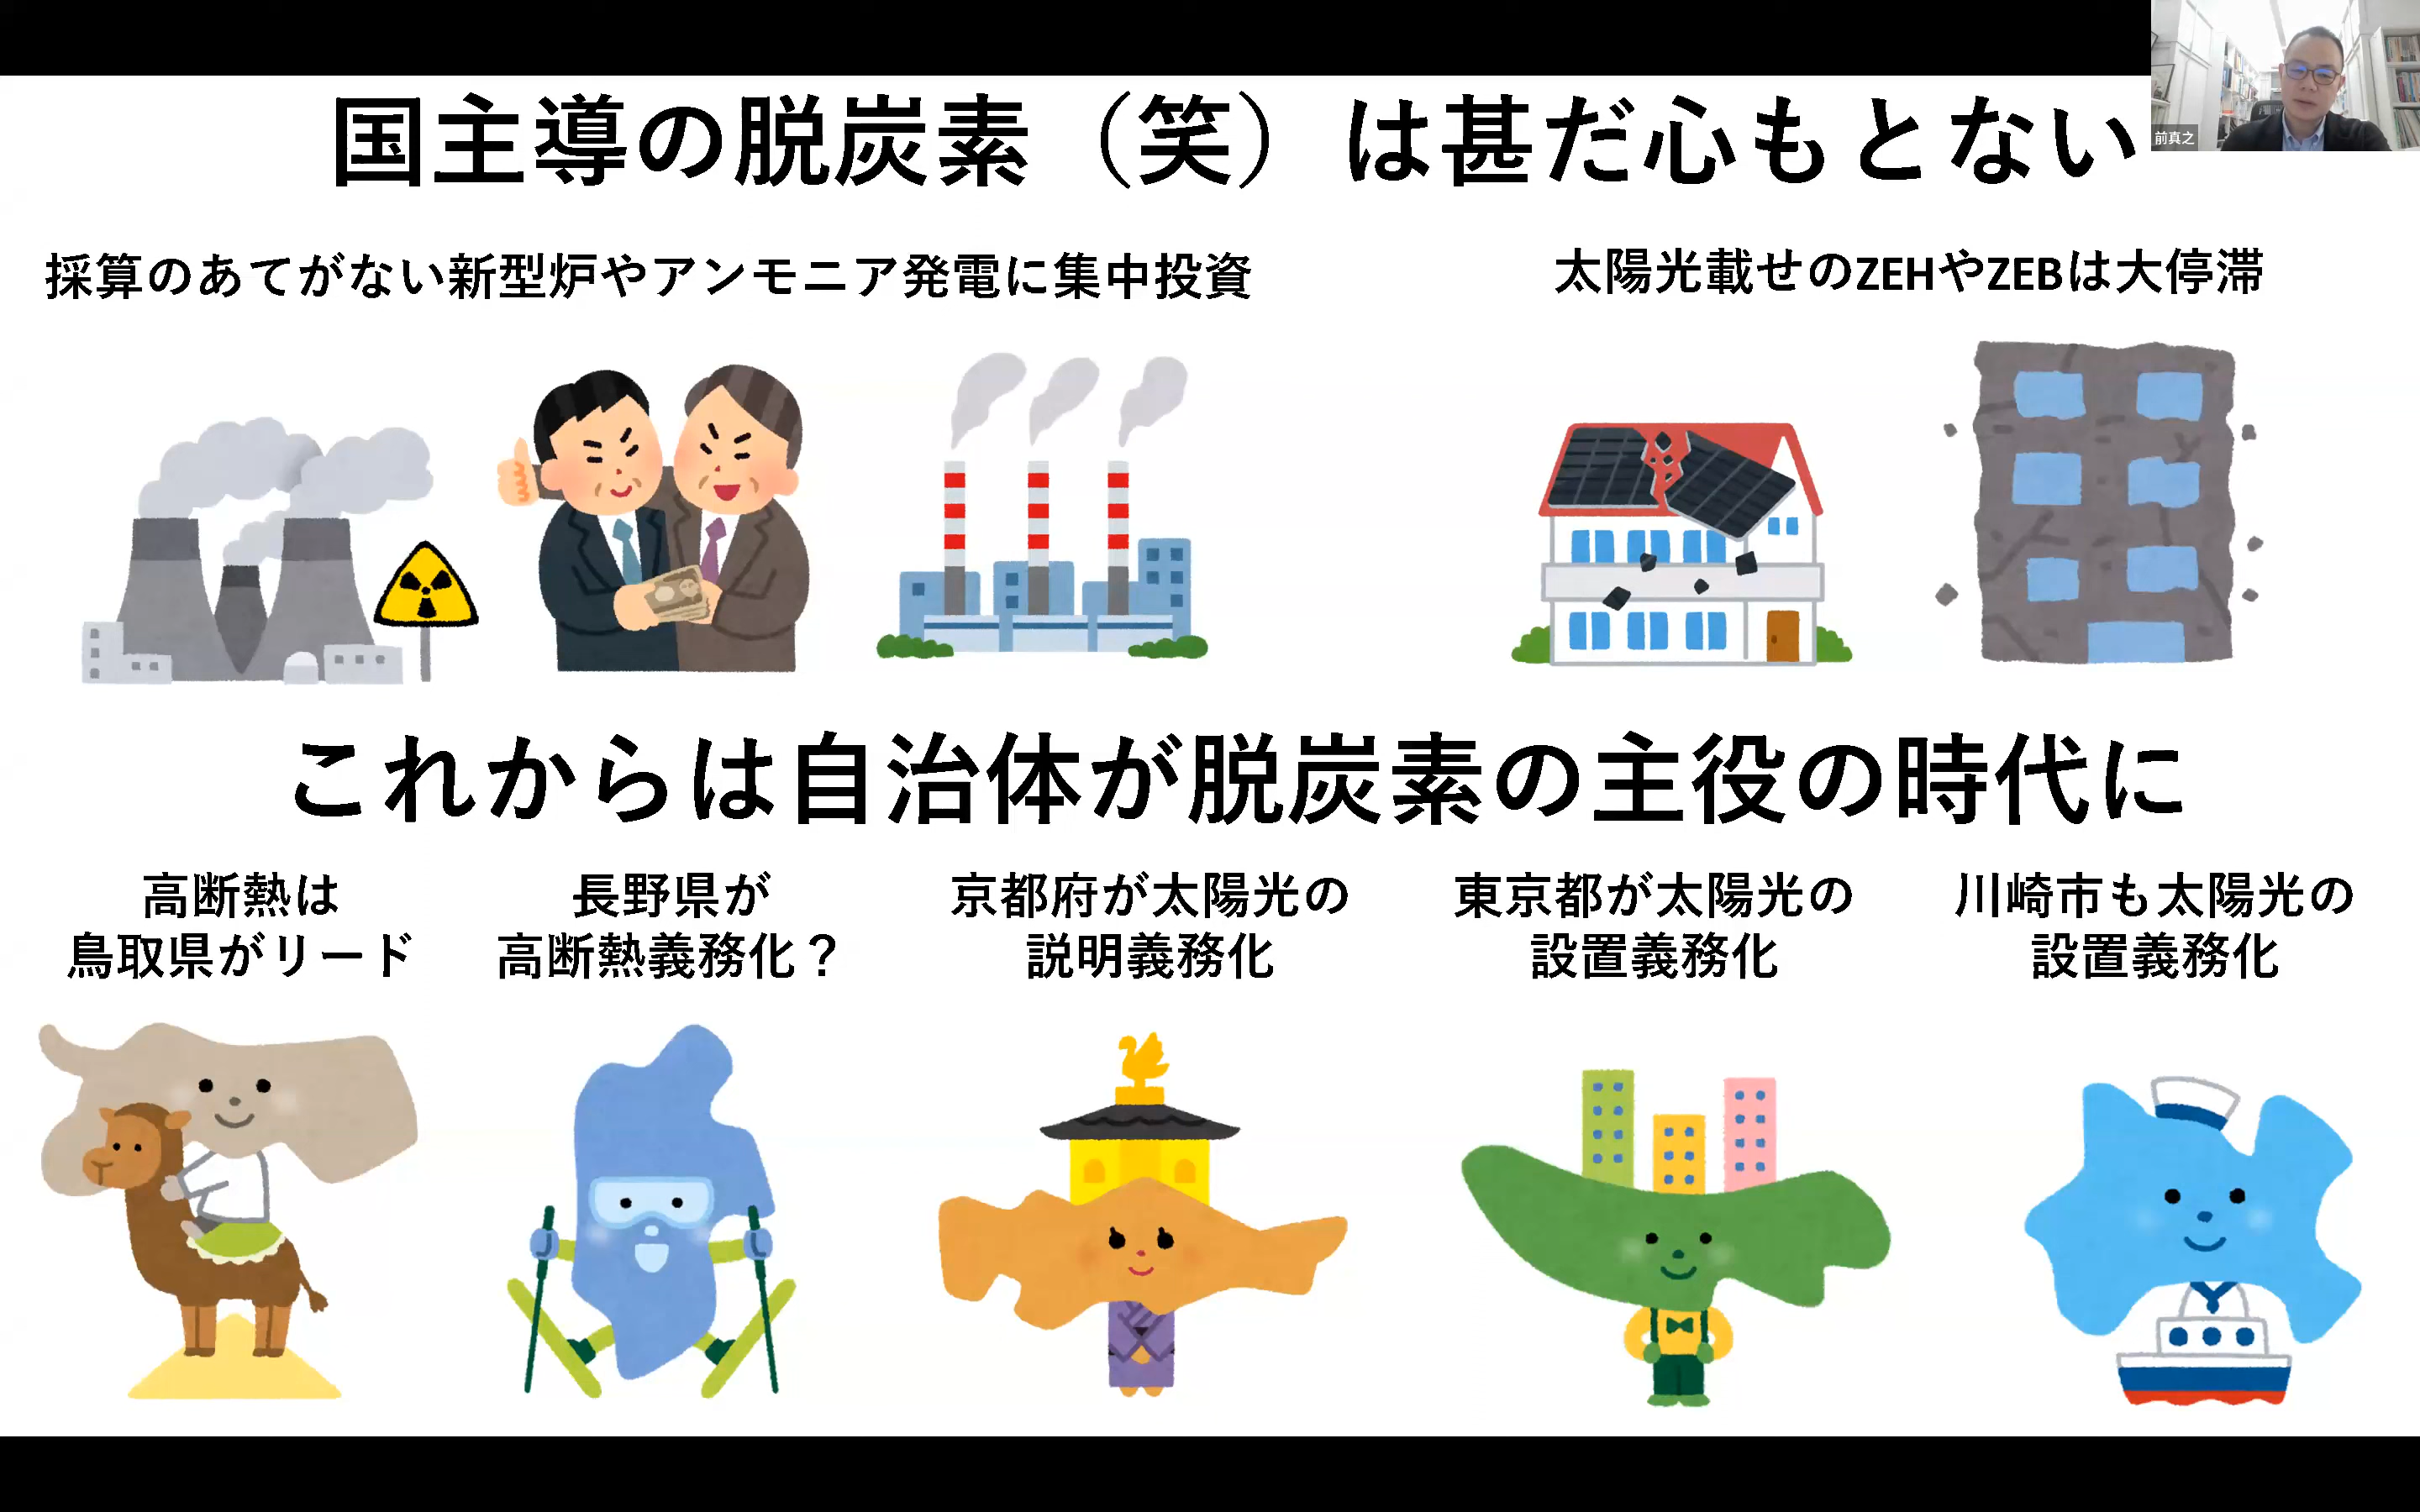 国主導の脱炭素（笑）は甚だ心もとない
前真之
採算のあてがない新型炉やアンモニア発電に集中投資
太陽光載せのZEHやZEBは大停滞
これからは自治体が脱炭素の主役の時代に
高断熱は
鳥取県がリード
長野県が
高断熱義務化？
京都府が太陽光の
説明義務化
東京都が太陽光の
設置義務化
川崎市も太陽光の
設置義務化